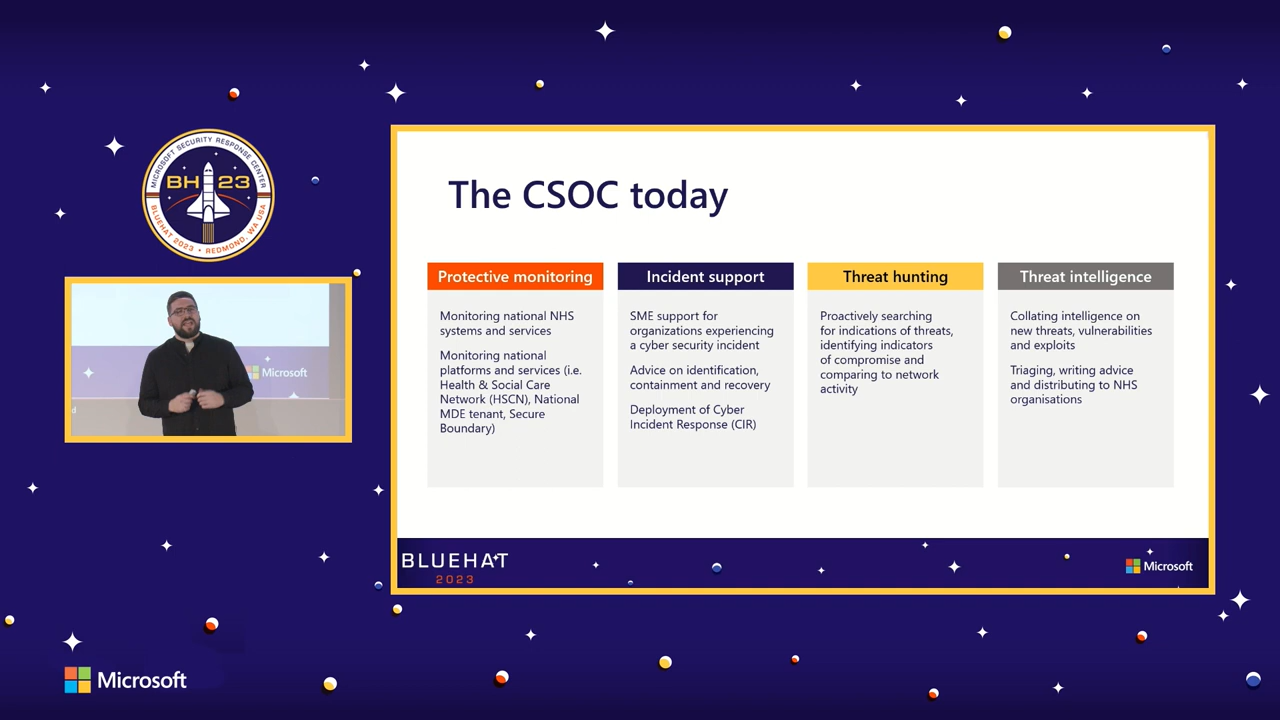 MICROSOFT SECURITY RESPONSE CENTER
BH 23
BLUEHAT 2023 • REDMOND, WA USA
Microsoft
d
The CSOC today
Protective monitoring
Monitoring national NHS
systems and services
Monitoring national
platforms and services (i.e.
Health & Social Care
Network (HSCN), National
MDE tenant, Secure
Boundary)
Incident support
SME support for
organizations experiencing
a cyber security incident
Advice on identification,
containment and recovery
Deployment of Cyber
Incident Response (CIR)
Threat hunting
Proactively searching
for indications of threats,
identifying indicators
of compromise and
comparing to network
activity
Threat intelligence
Collating intelligence on
new threats, vulnerabilities
and exploits
Triaging, writing advice
and distributing to NHS
organisations
BLUEHAT
2023
Microsoft
Microsoft